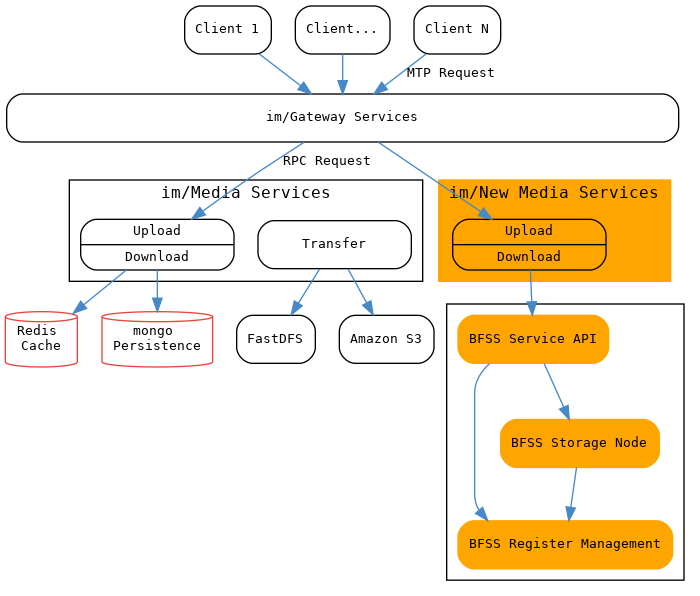 Client 1
Client...
Client N
MTP Request
im/Gateway Services
RPC Request
im/Media Services
im/New Media Services
Upload
Download
Transfer
Upload
Download
Redis
Cache
mongo
Persistence
FastDFS
Amazon S3
BFSS Service API
BFSS Storage Node
BFSS Register Management